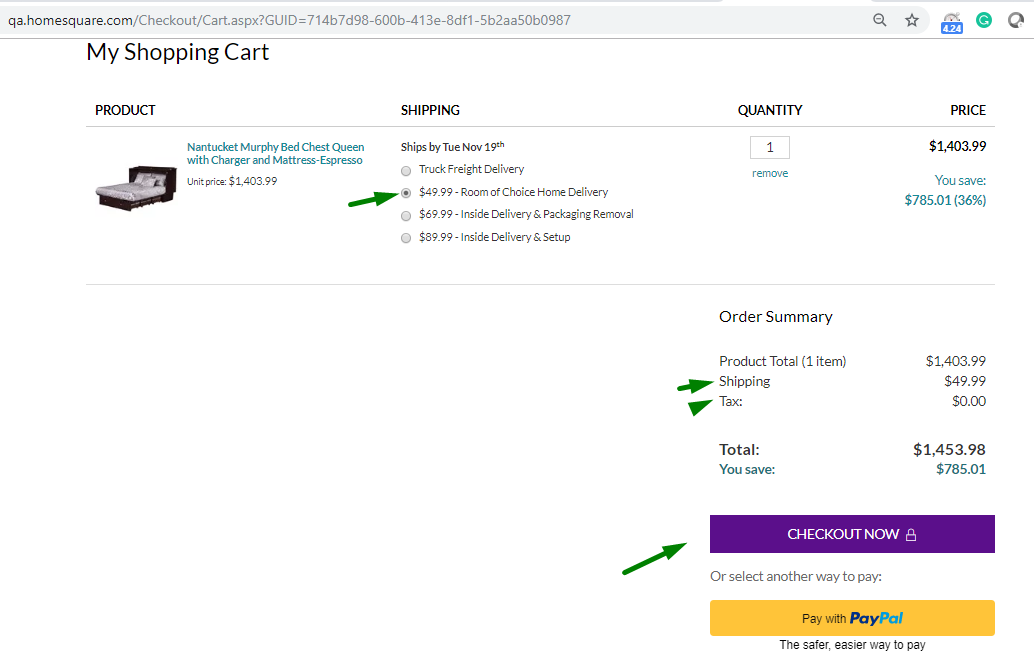 qa.homesquare.com/Checkout/Cart.aspx?GUID=714b7d98-600b-413e-8df1-5b2aa50b0987
4.24
My Shopping Cart
PRODUCT SHIPPING QUANTITY PRICE
Nantucket Murphy Bed Chest Queen
with Charger and Mattress-Espresso
Unit price: $1,403.99
Ships by Tue Nov 19th
Truck Freight Delivery
$49.99 - Room of Choice Home Delivery
$69.99 - Inside Delivery & Packaging Removal
$89.99 - Inside Delivery & Setup
1
remove
$1,403.99
You save:
$785.01 (36%)
Order Summary
Product Total (1 item) $1,403.99
Shipping $49.99
Tax: $0.00
Total: $1,453.98
You save: $785.01
CHECKOUT NOW
Or select another way to pay:
Pay with PayPal
The safer, easier way to pay